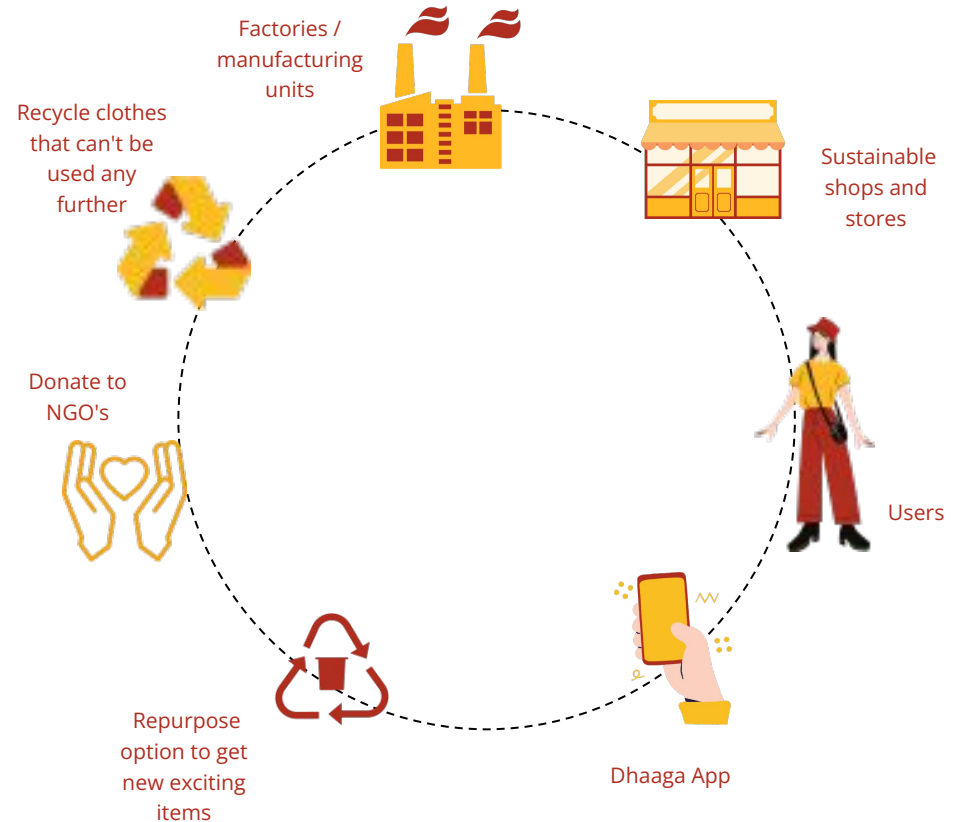 Factories /
manufacturing
units
Sustainable
shops and
stores
Users
Dhaaga App
Repurpose
option to get
new exciting
items
Donate to
NGO's
Recycle clothes
that can't be
used any
further